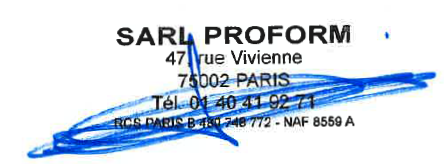 SARL PROFORM
47, rue Vivienne
75002 PARIS
Tél. 01 40 41 92 71
RCS PARIS B 480 748 772 - NAF 8559 A